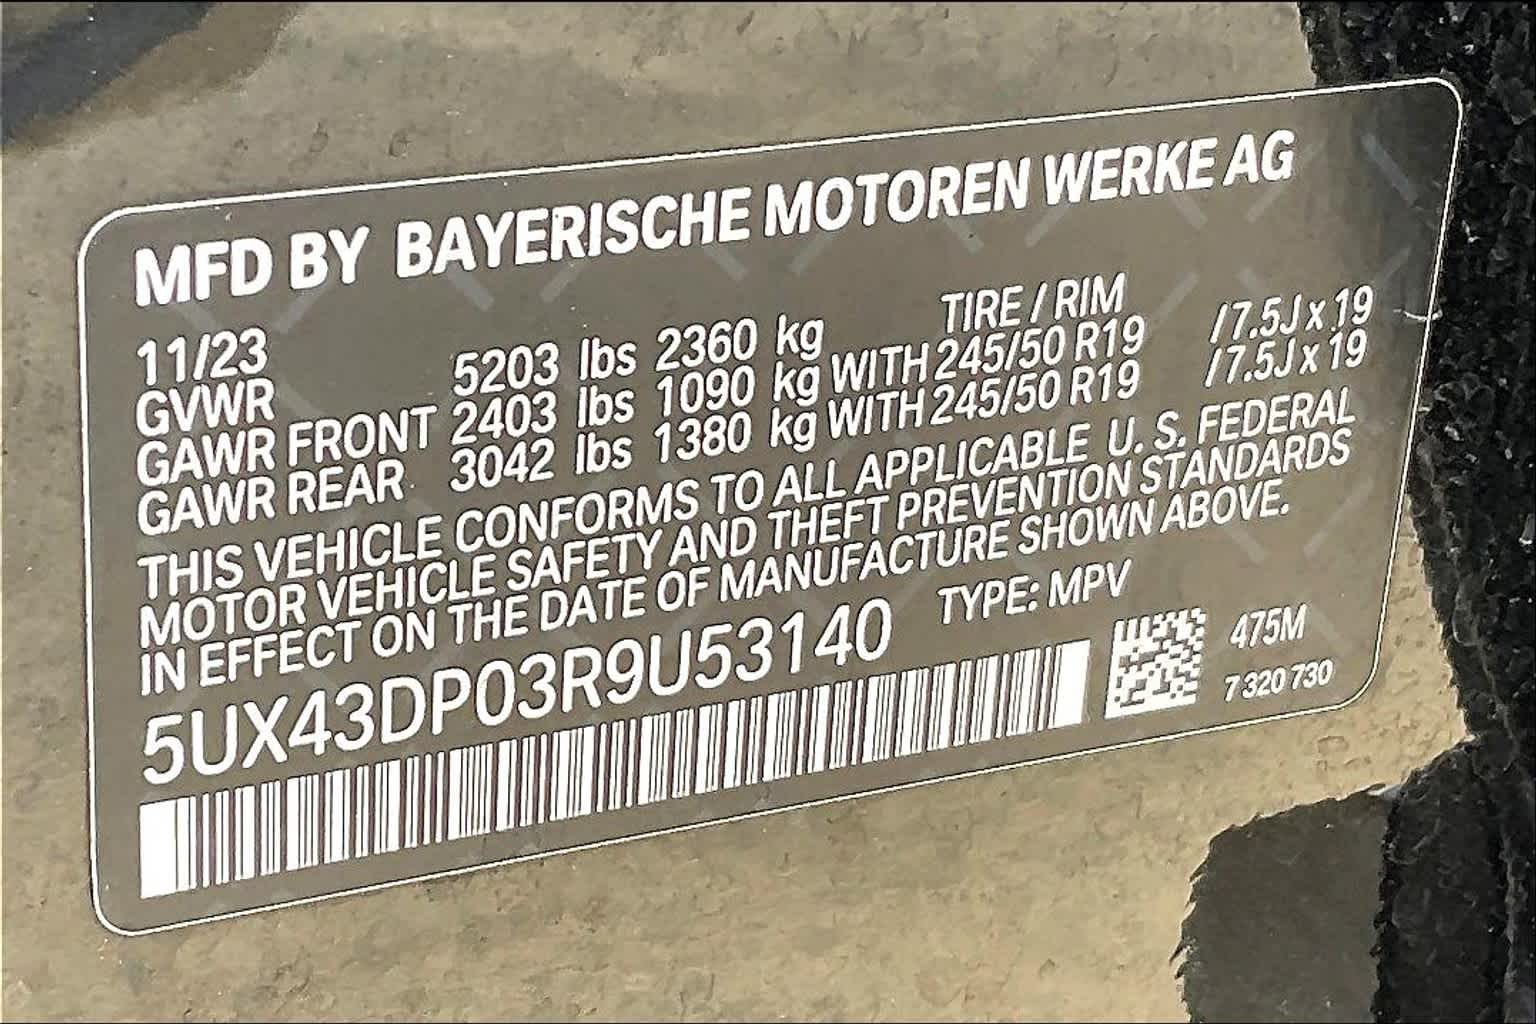 MFD BY BAYERISCHE MOTOREN WERKE AG
11/23 TIRE / RIM
GVWR 5203 lbs 2360 kg
GAWR FRONT 2403 lbs 1090 kg WITH 245/50 R19 /7.5J x 19
GAWR REAR 3042 lbs 1380 kg WITH 245/50 R19 /7.5J x 19
THIS VEHICLE CONFORMS TO ALL APPLICABLE U. S. FEDERAL
MOTOR VEHICLE SAFETY AND THEFT PREVENTION STANDARDS
IN EFFECT ON THE DATE OF MANUFACTURE SHOWN ABOVE.
5UX43DP03R9U53140 TYPE: MPV
475M
7 320 730